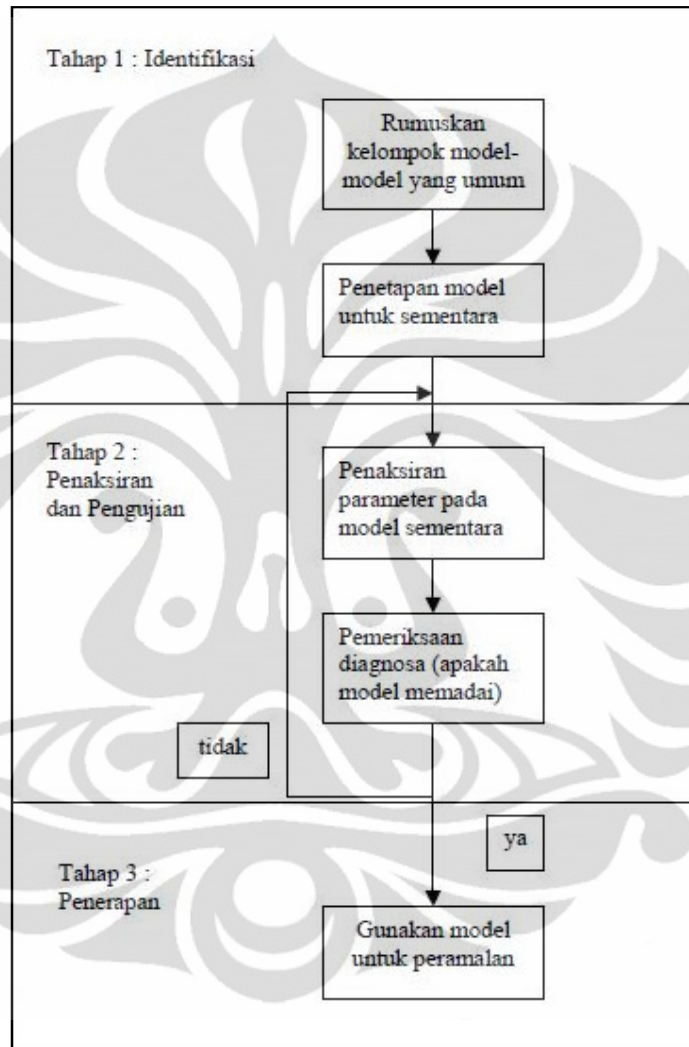 Tahap 1 : Identifikasi
Rumuskan
kelompok model-
model yang umum
Penetapan model
untuk sementara
Tahap 2 :
Penaksiran
dan Pengujian
Penaksiran
parameter pada
model sementara
Pemeriksaan
diagnosa (apakah
model memadai)
tidak
ya
Tahap 3 :
Penerapan
Gunakan model
untuk peramalan